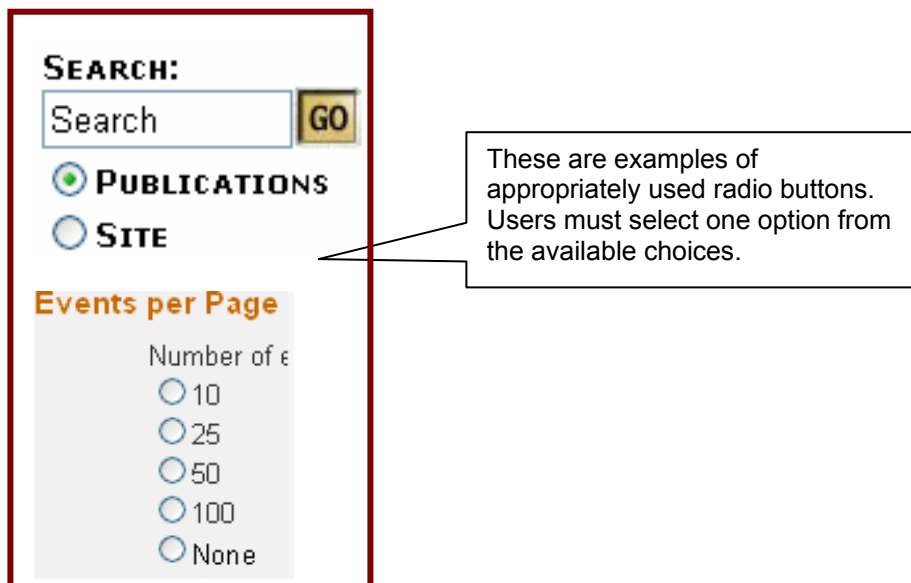 SEARCH:
Search GO
PUBLICATIONS
SITE
These are examples of
appropriately used radio buttons.
Users must select one option from
the available choices.
Events per Page
Number of e
10
25
50
100
None